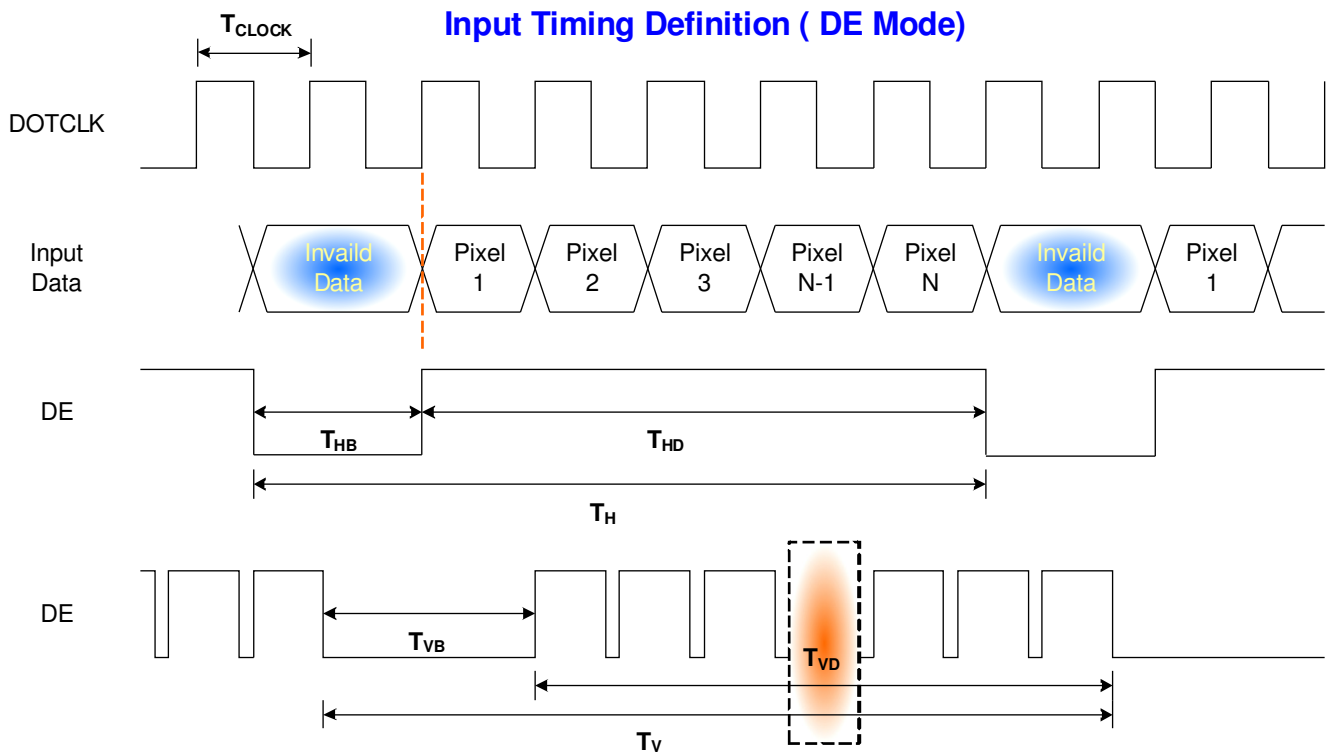 Input Timing Definition ( DE Mode)
TCLOCK
DOTCLK
Input
Data
Invaild
Data
Pixel
1
Pixel
2
Pixel
3
Pixel
N-1
Pixel
N
Invaild
Data
Pixel
1
DE
THB
THD
TH
DE
TVB
TVD
TV